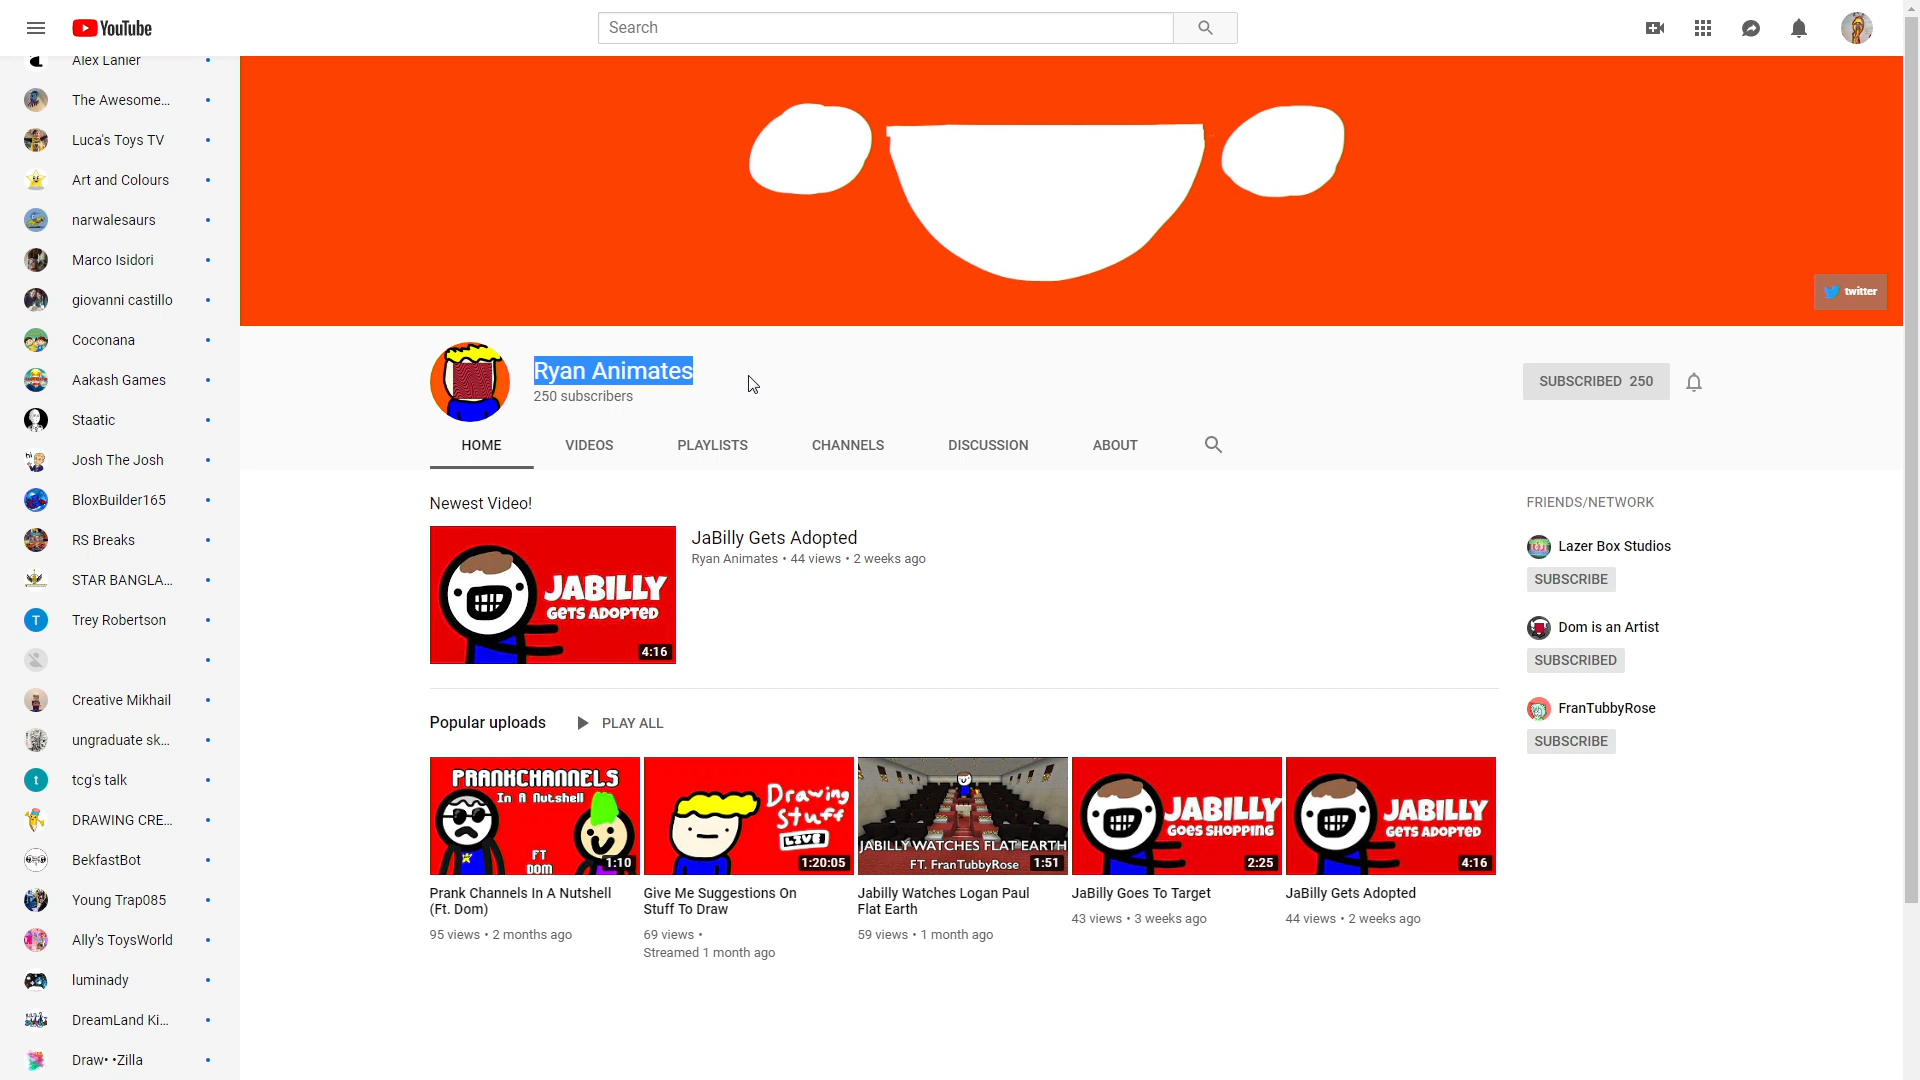 YouTube
Search
Alex Lanier
The Awesome...
Luca's Toys TV
Art and Colours
narwalesaurs
Marco Isidori
giovanni castillo
Coconana
Aakash Games
Staatic
Josh The Josh
BloxBuilder165
RS Breaks
STAR BANGLA...
T
Trey Robertson
Creative Mikhail
ungraduate sk...
t
tcg's talk
DRAWING CRE...
BekfastBot
Young Trap085
Ally's ToysWorld
luminady
DreamLand Ki...
Draw• •Zilla
twitter
Ryan Animates
250 subscribers
SUBSCRIBED 250
HOME VIDEOS PLAYLISTS CHANNELS DISCUSSION ABOUT
Newest Video!
JABILLY
GETS ADOPTED
4:16
JaBilly Gets Adopted
Ryan Animates • 44 views • 2 weeks ago
Popular uploads
PLAY ALL
PRANKCHANNELS
In A Nutshell
FT
DOM
1:10
Prank Channels In A Nutshell
(Ft. Dom)
95 views • 2 months ago
Drawing
Stuff
LIVE
1:20:05
Give Me Suggestions On
Stuff To Draw
69 views •
Streamed 1 month ago
JABILLY WATCHES FLAT EARTH
FT. FranTubbyRose
1:51
Jabilly Watches Logan Paul
Flat Earth
59 views • 1 month ago
JABILLY
GOES SHOPPING
2:25
JaBilly Goes To Target
43 views • 3 weeks ago
JABILLY
GETS ADOPTED
4:16
JaBilly Gets Adopted
44 views • 2 weeks ago
FRIENDS/NETWORK
Lazer Box Studios
SUBSCRIBE
Dom is an Artist
SUBSCRIBED
FranTubbyRose
SUBSCRIBE